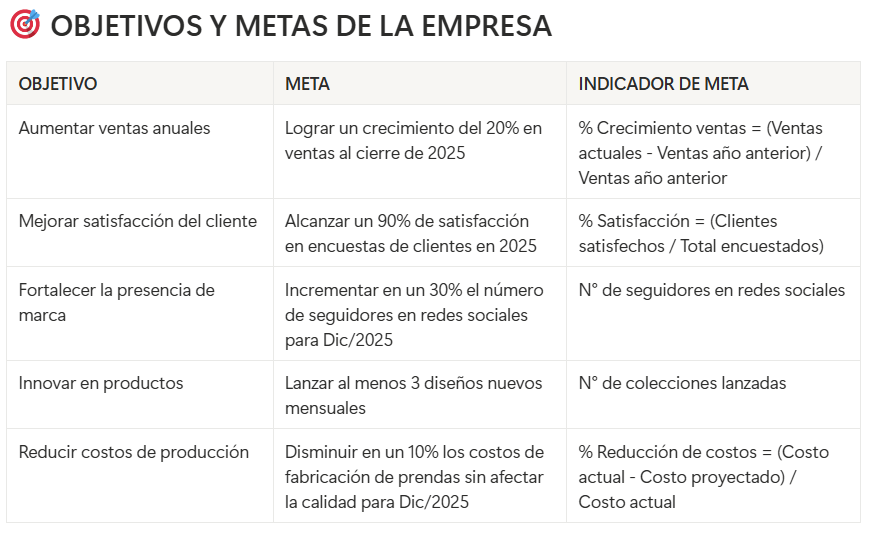 OBJETIVOS Y METAS DE LA EMPRESA
OBJETIVO
META
INDICADOR DE META
Aumentar ventas anuales
Lograr un crecimiento del 20% en
ventas al cierre de 2025
% Crecimiento ventas = (Ventas
actuales - Ventas año anterior) /
Ventas año anterior
Mejorar satisfacción del cliente
Alcanzar un 90% de satisfacción
en encuestas de clientes en 2025
% Satisfacción = (Clientes
satisfechos / Total encuestados)
Fortalecer la presencia de
marca
Incrementar en un 30% el número
de seguidores en redes sociales
para Dic/2025
N° de seguidores en redes sociales
Innovar en productos
Lanzar al menos 3 diseños nuevos
mensuales
N° de colecciones lanzadas
Reducir costos de producción
Disminuir en un 10% los costos de
fabricación de prendas sin afectar
la calidad para Dic/2025
% Reducción de costos = (Costo
actual - Costo proyectado) /
Costo actual